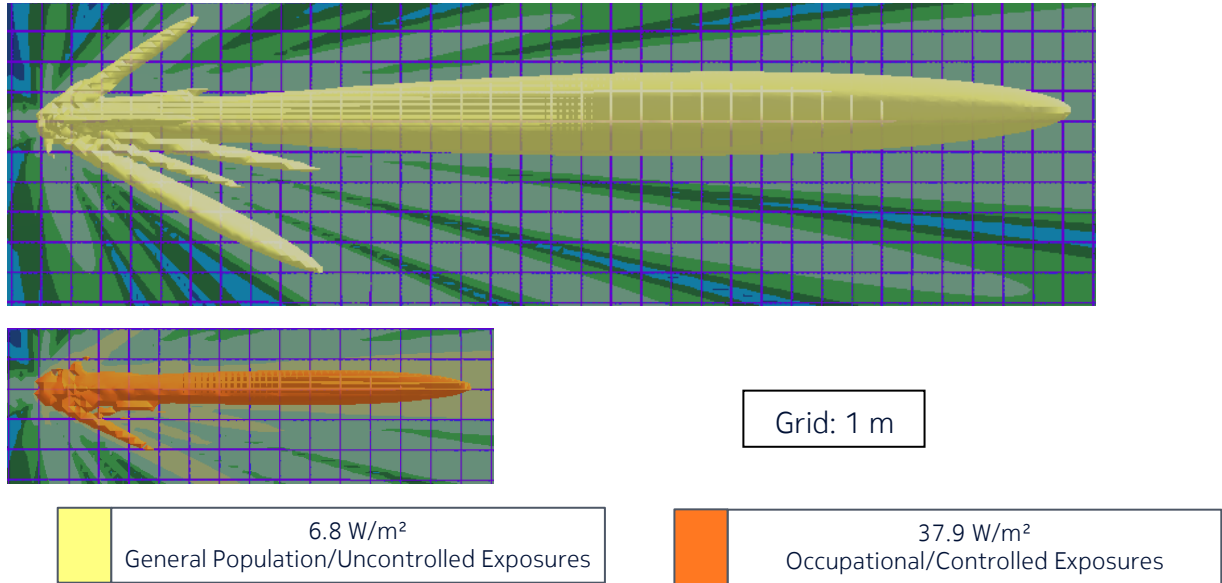 Grid: 1 m
6.8 W/m²
General Population/Uncontrolled Exposures
37.9 W/m²
Occupational/Controlled Exposures